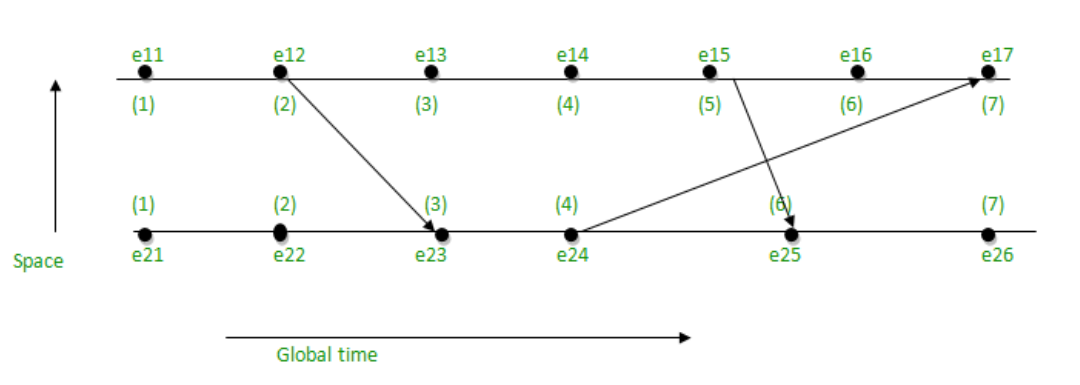 e11 e12 e13 e14 e15 e16 e17
(1) (2) (3) (4) (5) (6) (7)
(1) (2) (3) (4) (6) (7)
e21 e22 e23 e24 e25 e26
Space
Global time